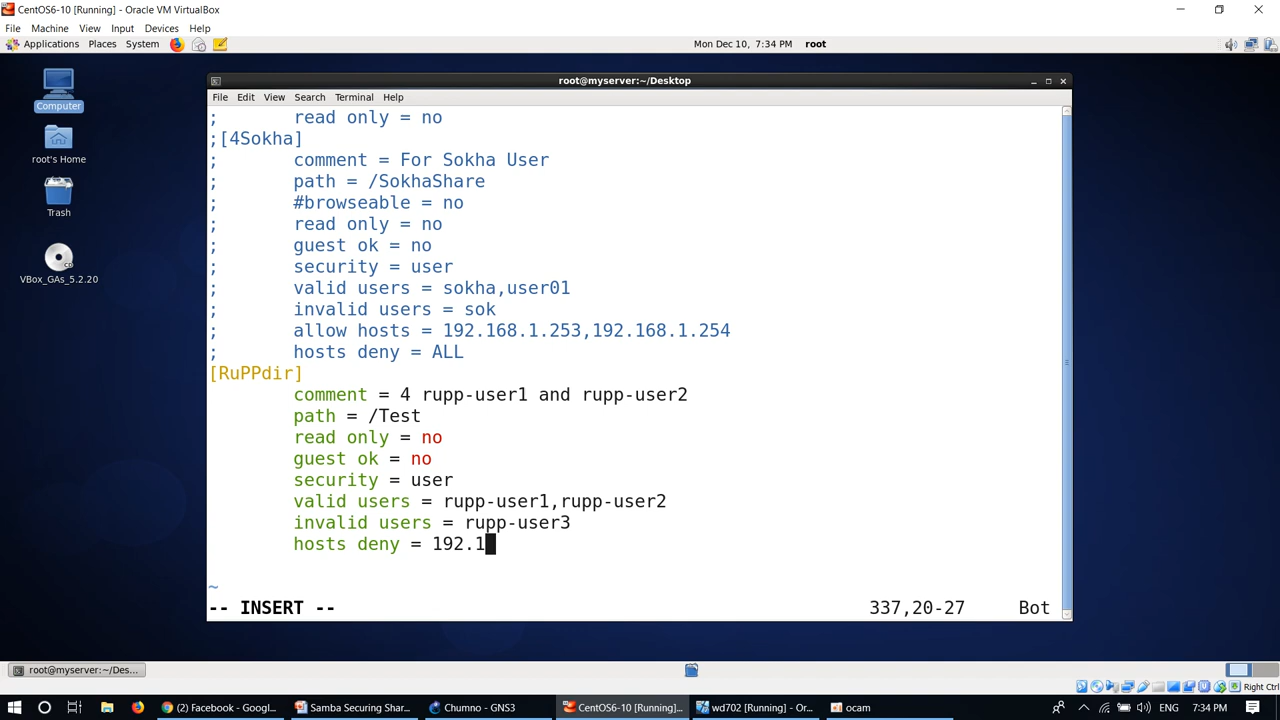 CentOS6-10 [Running] - Oracle VM VirtualBox
File Machine View Input Devices Help
Applications Places System Mon Dec 10, 7:34 PM root
Computer
root's Home
Trash
VBox_GAs_5.2.20
root@myserver:~/Desktop
File Edit View Search Terminal Help
;       read only = no
;[4Sokha]
;       comment = For Sokha User
;       path = /SokhaShare
;       #browseable = no
;       read only = no
;       guest ok = no
;       security = user
;       valid users = sokha,user01
;       invalid users = sok
;       allow hosts = 192.168.1.253,192.168.1.254
;       hosts deny = ALL
[RuPPdir]
        comment = 4 rupp-user1 and rupp-user2
        path = /Test
        read only = no
        guest ok = no
        security = user
        valid users = rupp-user1,rupp-user2
        invalid users = rupp-user3
        hosts deny = 192.1
~
-- INSERT -- 337,20-27 Bot
root@myserver:~/Des...
Right Ctrl
(2) Facebook - Googl... Samba Securing Shar... Chumno - GNS3 CentOS6-10 [Running]... wd702 [Running] - Or... ocam ENG 7:34 PM